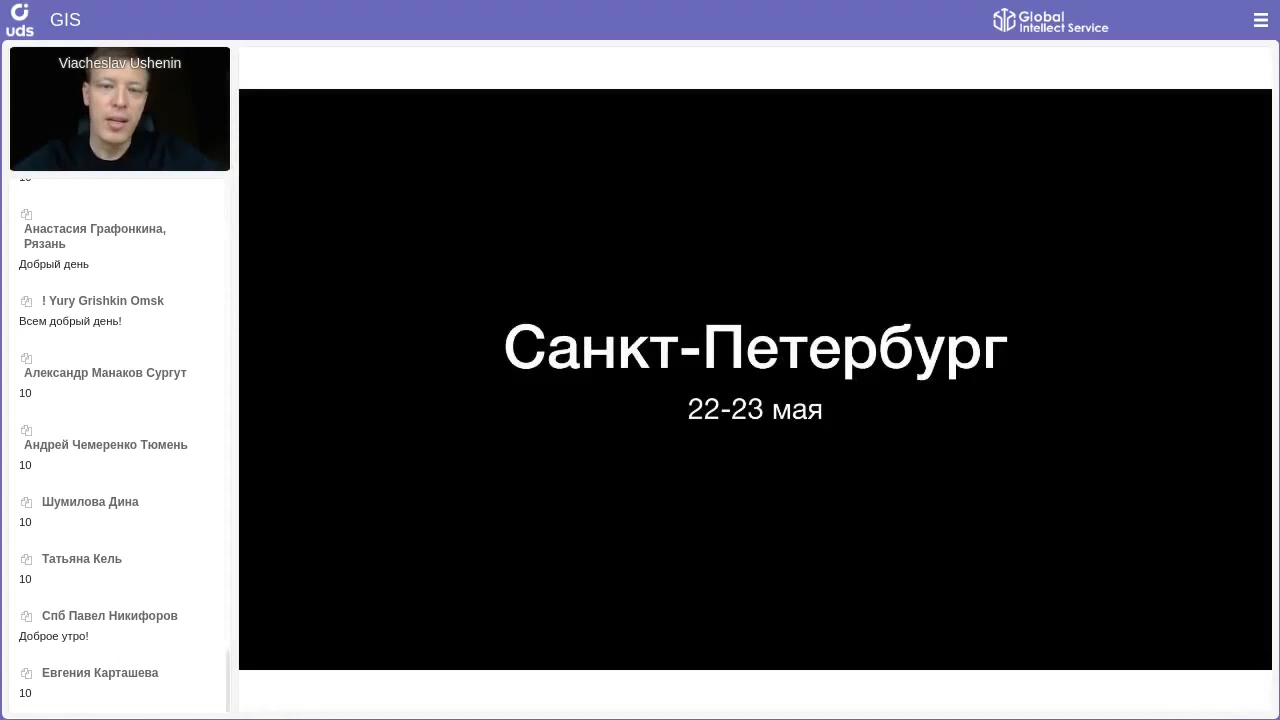 uds
GIS
Global
Intellect Service
Viacheslav Ushenin
Анастасия Графонкина,
Рязань
Добрый день
! Yury Grishkin Omsk
Всем добрый день!
Александр Манаков Сургут
10
Андрей Чемеренко Тюмень
10
Шумилова Дина
10
Татьяна Кель
10
Спб Павел Никифоров
Доброе утро!
Евгения Карташева
10
Санкт-Петербург
22-23 мая